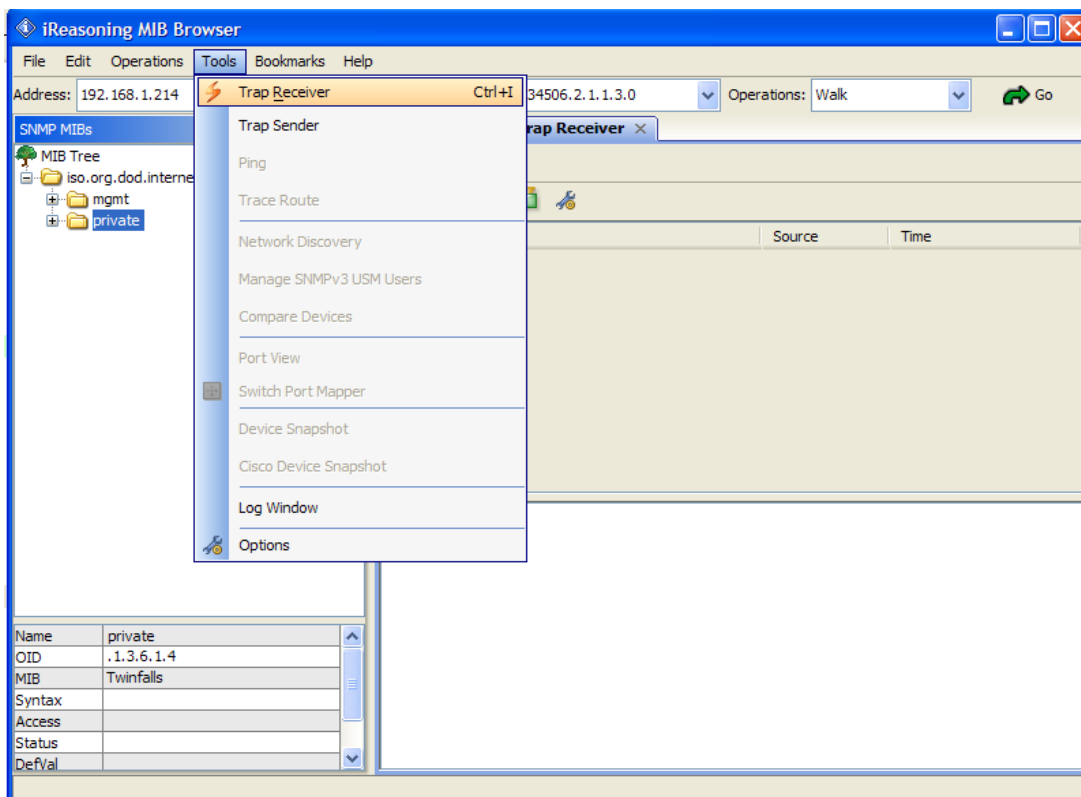 iReasoning MIB Browser
File Edit Operations Tools Bookmarks Help
Address: 192.168.1.214 34506.2.1.1.3.0 Operations: Walk Go
Trap Receiver Ctrl+I
Trap Sender
Ping
Trace Route
Network Discovery
Manage SNMPv3 USM Users
Compare Devices
Port View
Switch Port Mapper
Device Snapshot
Cisco Device Snapshot
Log Window
Options
SNMP MIBs
MIB Tree
iso.org.dod.interne
mgmt
private
rap Receiver
Source Time
Name private
OID .1.3.6.1.4
MIB Twinfalls
Syntax
Access
Status
DefVal